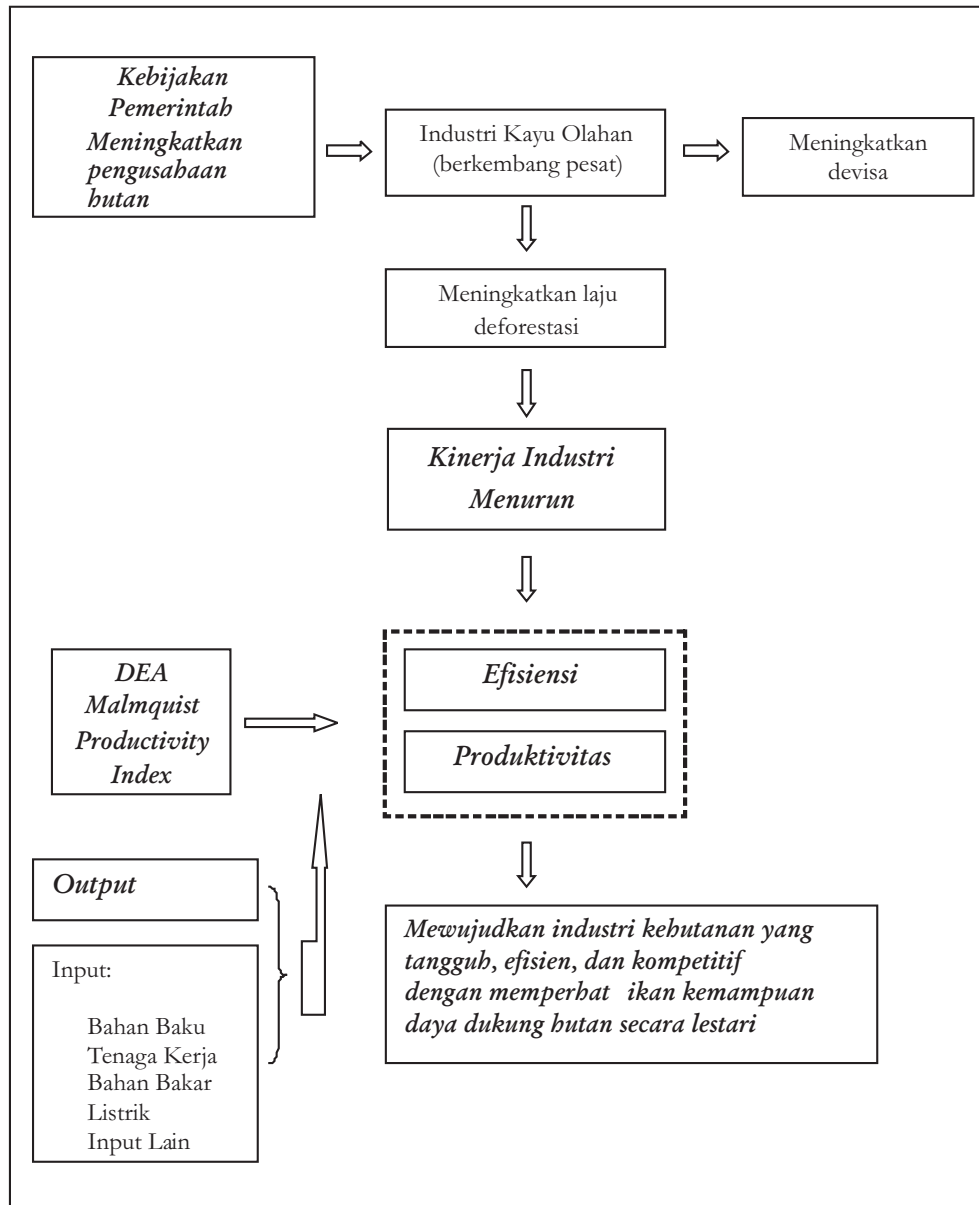 Kebijakan
Pemerintah
Meningkatkan
pengusahaan
hutan
Industri Kayu Olahan
(berkembang pesat)
Meningkatkan
devisa
Meningkatkan laju
deforestasi
Kinerja Industri
Menurun
DEA
Malmquist
Productivity
Index
Efisiensi
Produktivitas
Output
Input:
Bahan Baku
Tenaga Kerja
Bahan Bakar
Listrik
Input Lain
Mewujudkan industri kehutanan yang
tangguh, efisien, dan kompetitif
dengan memperhat ikan kemampuan
daya dukung hutan secara lestari